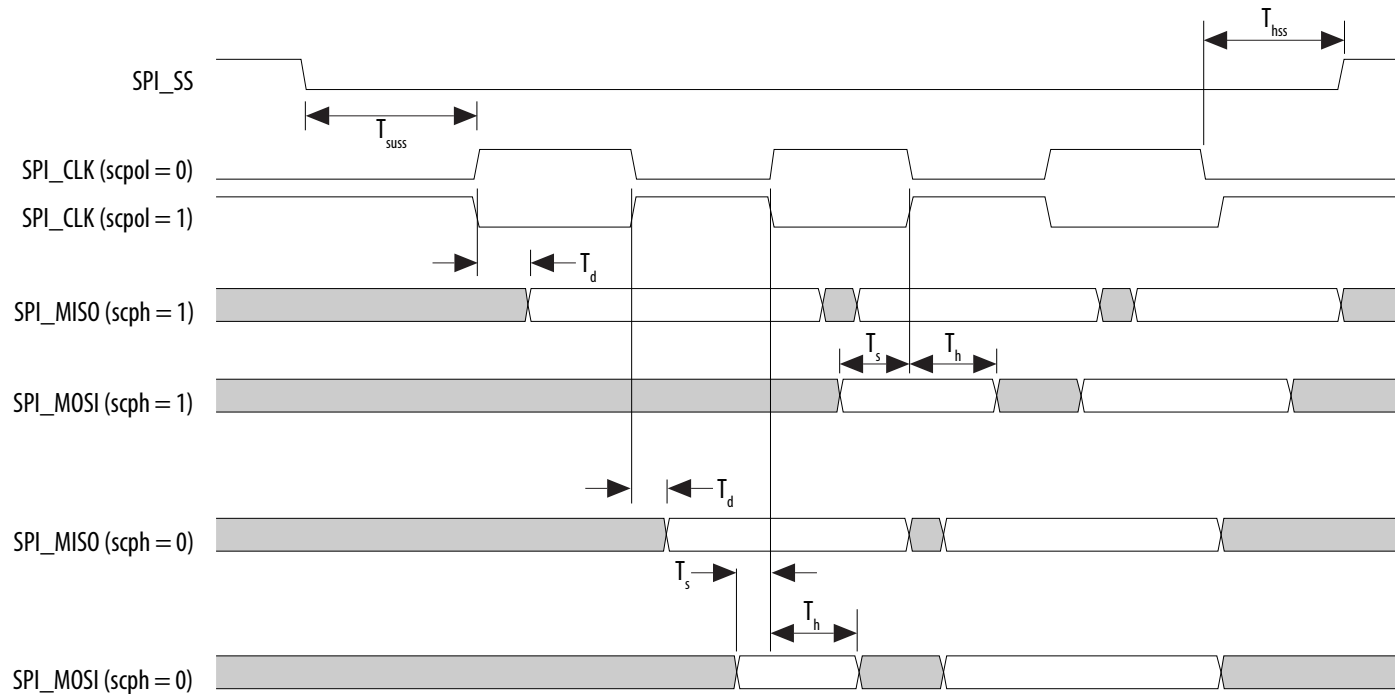 T_hss
SPI_SS
T_suss
SPI_CLK (scpol = 0)
SPI_CLK (scpol = 1)
T_d
SPI_MISO (scph = 1)
T_s
T_h
SPI_MOSI (scph = 1)
T_d
SPI_MISO (scph = 0)
T_s
T_h
SPI_MOSI (scph = 0)